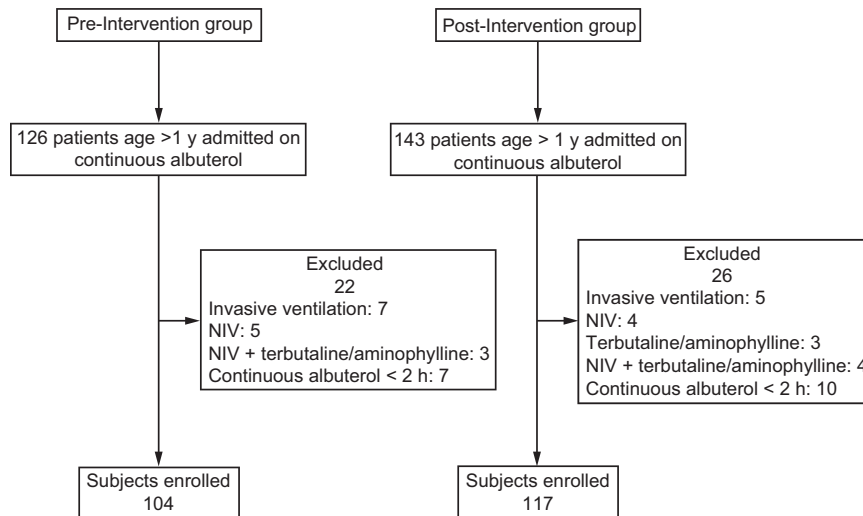 Pre-Intervention group
126 patients age >1 y admitted on
continuous albuterol
Excluded
22
Invasive ventilation: 7
NIV: 5
NIV + terbutaline/aminophylline: 3
Continuous albuterol < 2 h: 7
Subjects enrolled
104
Post-Intervention group
143 patients age > 1 y admitted on
continuous albuterol
Excluded
26
Invasive ventilation: 5
NIV: 4
Terbutaline/aminophylline: 3
NIV + terbutaline/aminophylline: 4
Continuous albuterol < 2 h: 10
Subjects enrolled
117